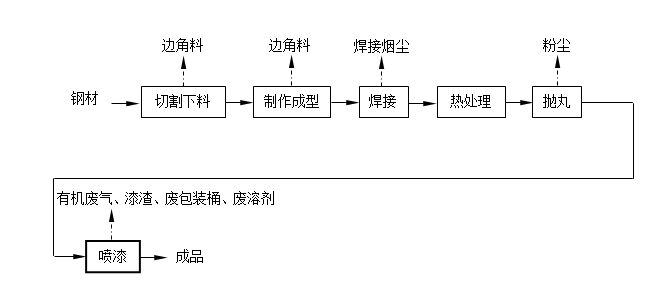 边角料
边角料
焊接烟尘
粉尘
钢材
切割下料
制作成型
焊接
热处理
抛丸
有机废气、漆渣、废包装桶、废溶剂
喷漆
成品